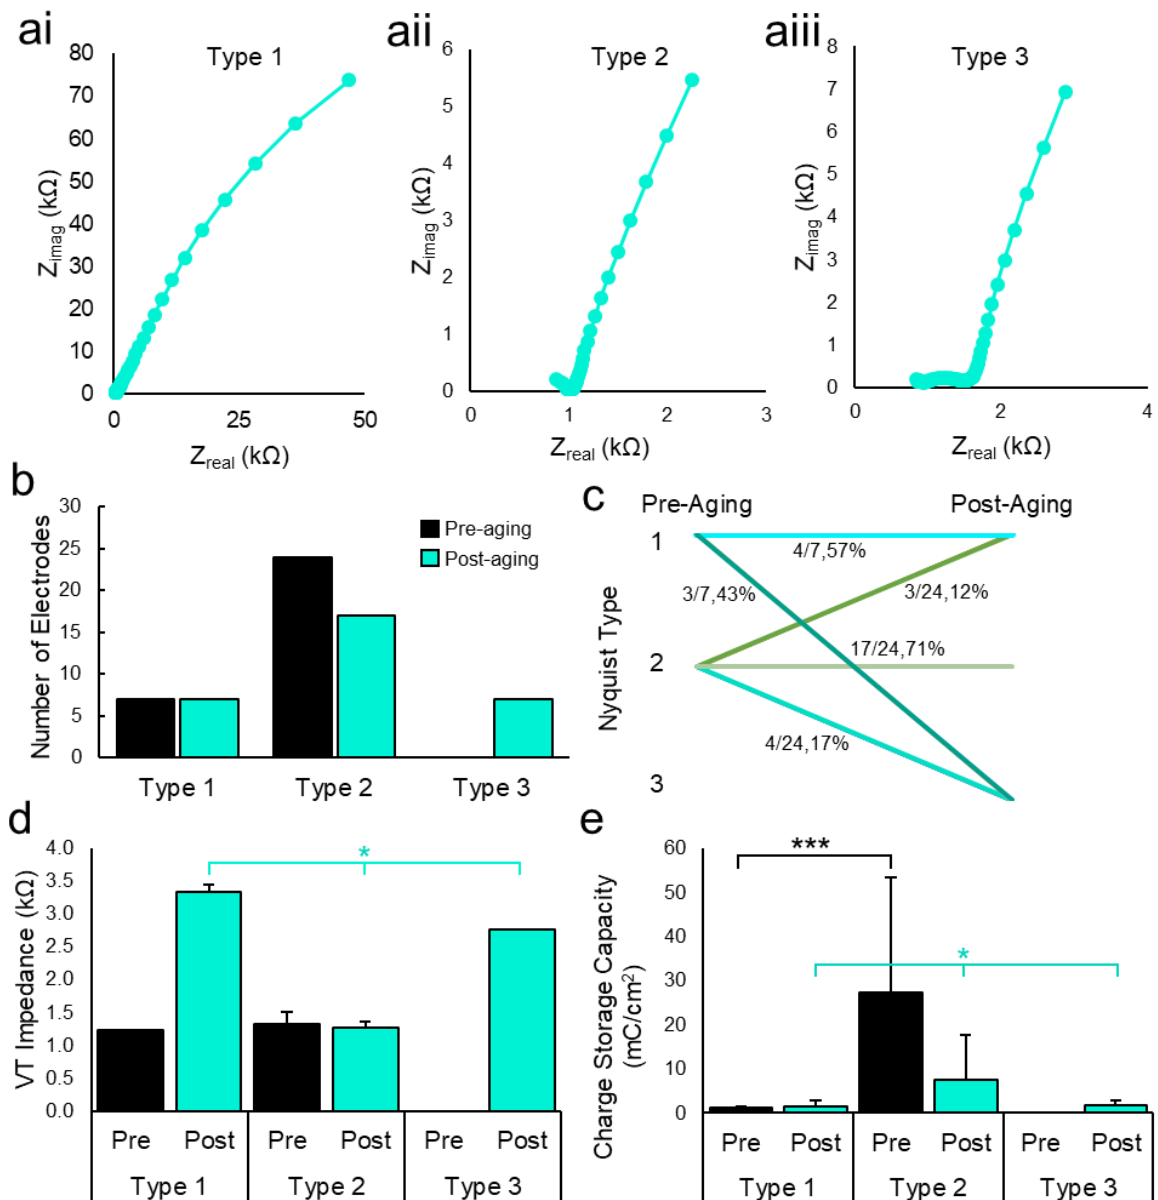 ai
Type 1
80
70
60
50
40
30
20
10
0
0
25
50
Zimag (kΩ)
Zreal (kΩ)
aii
Type 2
6
5
4
3
2
1
0
0
1
2
3
Zimag (kΩ)
Zreal (kΩ)
aiii
Type 3
8
7
6
5
4
3
2
1
0
0
2
4
Zimag (kΩ)
Zreal (kΩ)
b
30
25
20
15
10
5
0
Number of Electrodes
Pre-aging
Post-aging
Type 1
Type 2
Type 3
c
Pre-Aging
Post-Aging
Nyquist Type
1
2
3
4/7,57%
3/7,43%
3/24,12%
17/24,71%
4/24,17%
d
4.0
3.5
3.0
2.5
2.0
1.5
1.0
0.5
0.0
VT Impedance (kΩ)
*
Pre
Post
Pre
Post
Pre
Post
Type 1
Type 2
Type 3
e
60
50
40
30
20
10
0
Charge Storage Capacity
(mC/cm²)
***
*
Pre
Post
Pre
Post
Pre
Post
Type 1
Type 2
Type 3